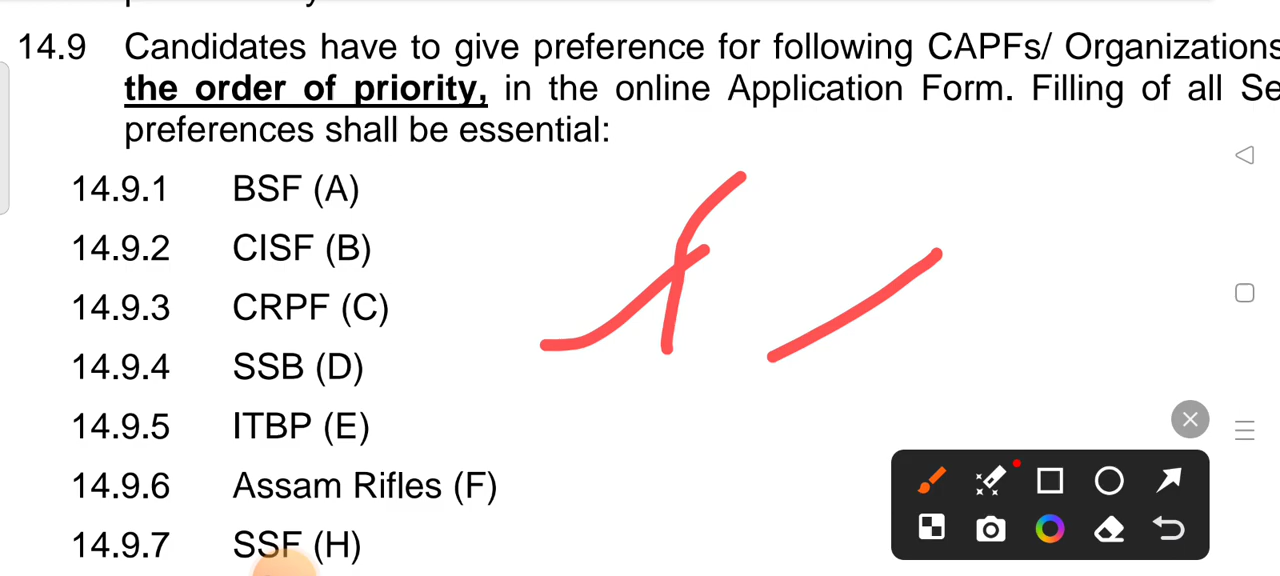 14.9 Candidates have to give preference for following CAPFs/ Organizations
the order of priority, in the online Application Form. Filling of all Se
preferences shall be essential:
14.9.1 BSF (A)
14.9.2 CISF (B)
14.9.3 CRPF (C)
14.9.4 SSB (D)
14.9.5 ITBP (E)
14.9.6 Assam Rifles (F)
14.9.7 SSF (H)